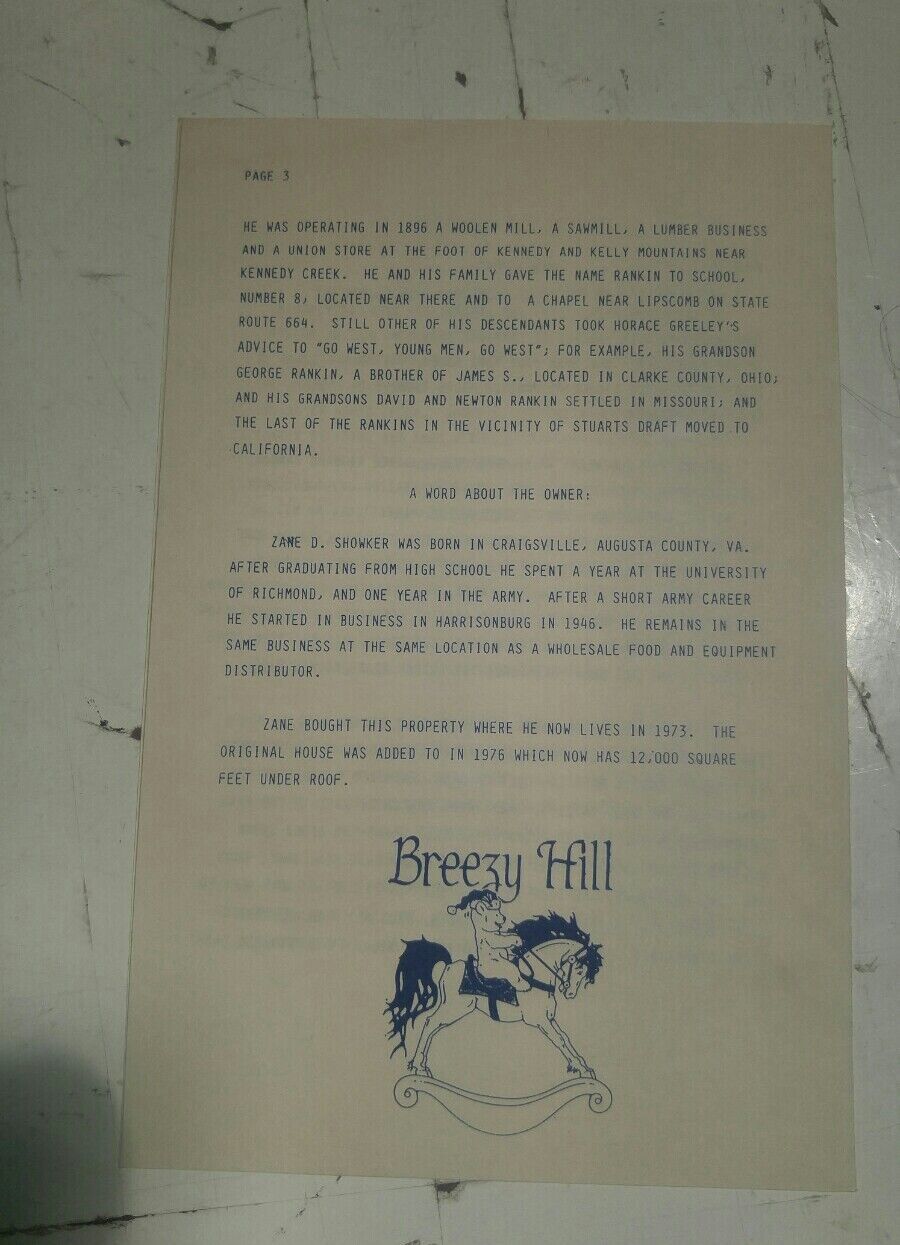 PAGE 3
HE WAS OPERATING IN 1896 A WOOLEN MILL, A SAWMILL, A LUMBER BUSINESS
AND A UNION STORE AT THE FOOT OF KENNEDY AND KELLY MOUNTAINS NEAR
KENNEDY CREEK. HE AND HIS FAMILY GAVE THE NAME RANKIN TO SCHOOL,
NUMBER 8, LOCATED NEAR THERE AND TO A CHAPEL NEAR LIPSCOMB ON STATE
ROUTE 664. STILL OTHER OF HIS DESCENDANTS TOOK HORACE GREELEY'S
ADVICE TO "GO WEST, YOUNG MEN, GO WEST"; FOR EXAMPLE, HIS GRANDSON
GEORGE RANKIN, A BROTHER OF JAMES S., LOCATED IN CLARKE COUNTY, OHIO;
AND HIS GRANDSONS DAVID AND NEWTON RANKIN SETTLED IN MISSOURI; AND
THE LAST OF THE RANKINS IN THE VICINITY OF STUARTS DRAFT MOVED TO
CALIFORNIA.
A WORD ABOUT THE OWNER:
ZANE D. SHOWKER WAS BORN IN CRAIGSVILLE, AUGUSTA COUNTY, VA.
AFTER GRADUATING FROM HIGH SCHOOL HE SPENT A YEAR AT THE UNIVERSITY
OF RICHMOND, AND ONE YEAR IN THE ARMY. AFTER A SHORT ARMY CAREER
HE STARTED IN BUSINESS IN HARRISONBURG IN 1946. HE REMAINS IN THE
SAME BUSINESS AT THE SAME LOCATION AS A WHOLESALE FOOD AND EQUIPMENT
DISTRIBUTOR.
ZANE BOUGHT THIS PROPERTY WHERE HE NOW LIVES IN 1973. THE
ORIGINAL HOUSE WAS ADDED TO IN 1976 WHICH NOW HAS 12,000 SQUARE
FEET UNDER ROOF.
Breezy Hill